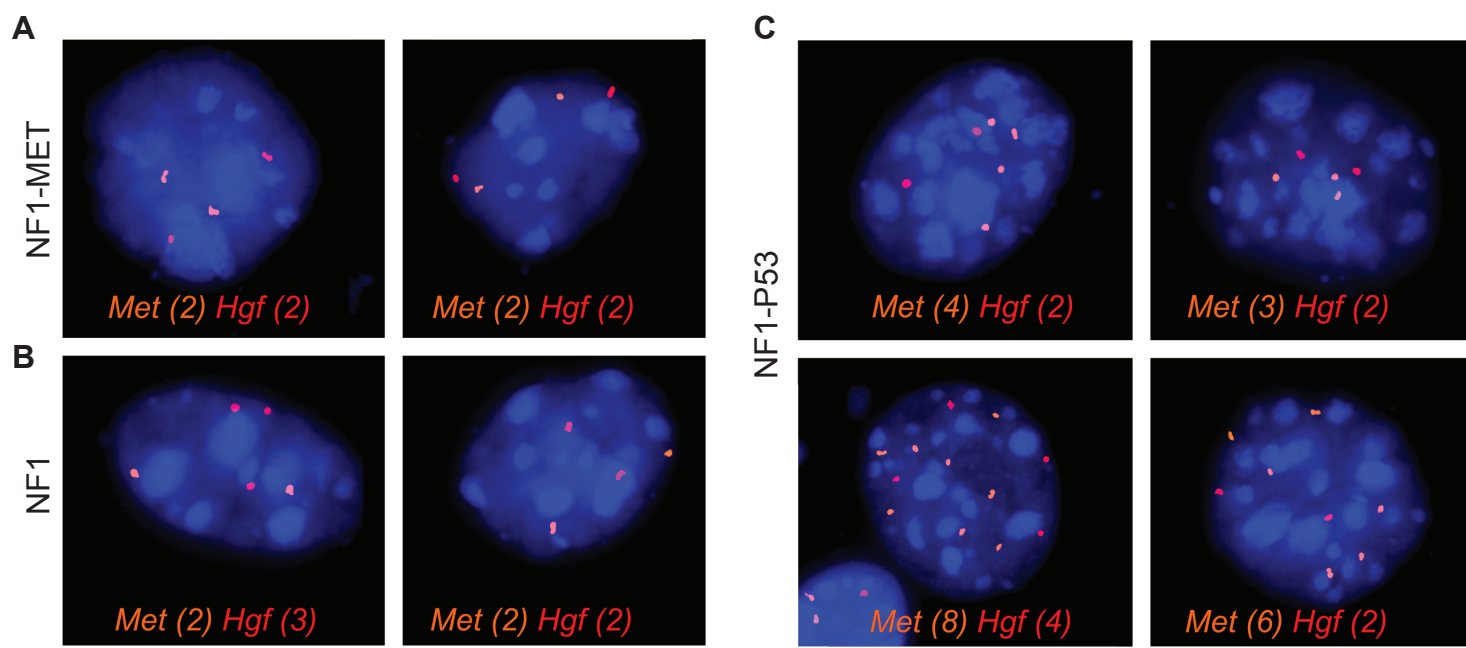 A
NF1-MET
Met (2) Hgf (2)
Met (2) Hgf (2)
B
NF1
Met (2) Hgf (3)
Met (2) Hgf (2)
C
NF1-P53
Met (4) Hgf (2)
Met (3) Hgf (2)
Met (8) Hgf (4)
Met (6) Hgf (2)